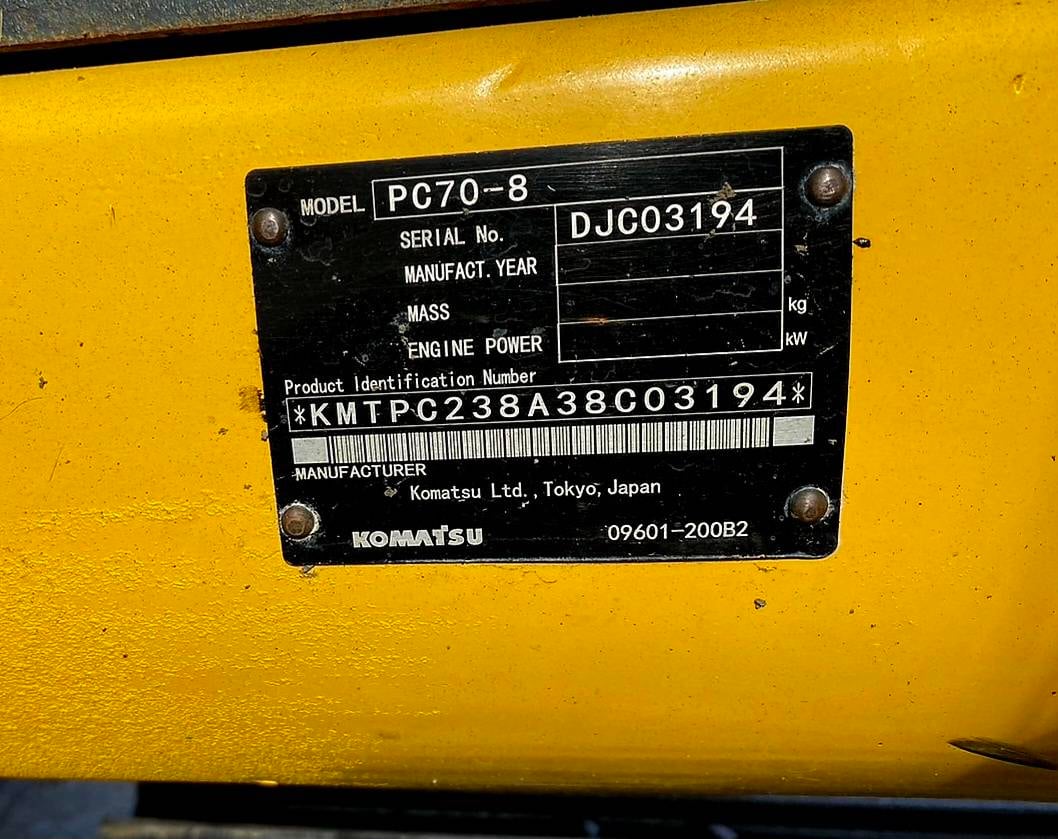 MODEL PC70-8
SERIAL No. DJC03194
MANUFACT. YEAR
MASS kg
ENGINE POWER kW
Product Identification Number
*KMTPC238A38C03194*
MANUFACTURER
Komatsu Ltd., Tokyo, Japan
KOMATSU 09601-200B2